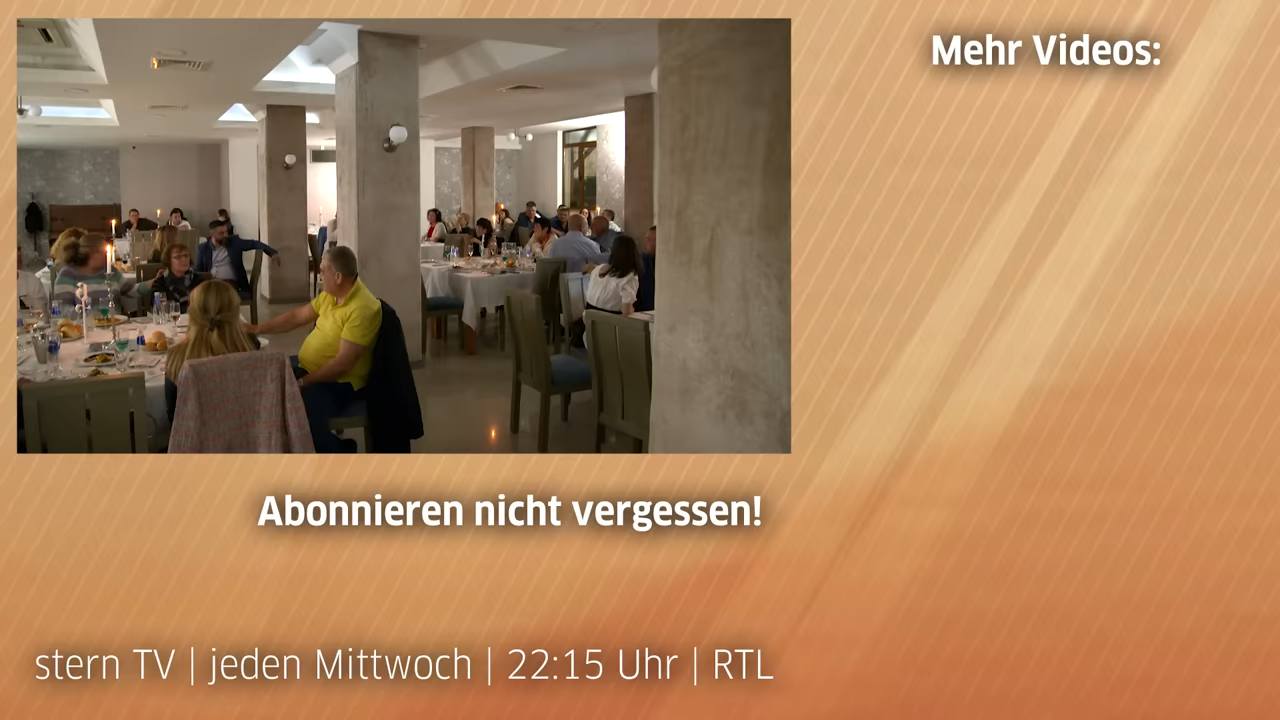 Mehr Videos:
Abonnieren nicht vergessen!
stern TV | jeden Mittwoch | 22:15 Uhr | RTL